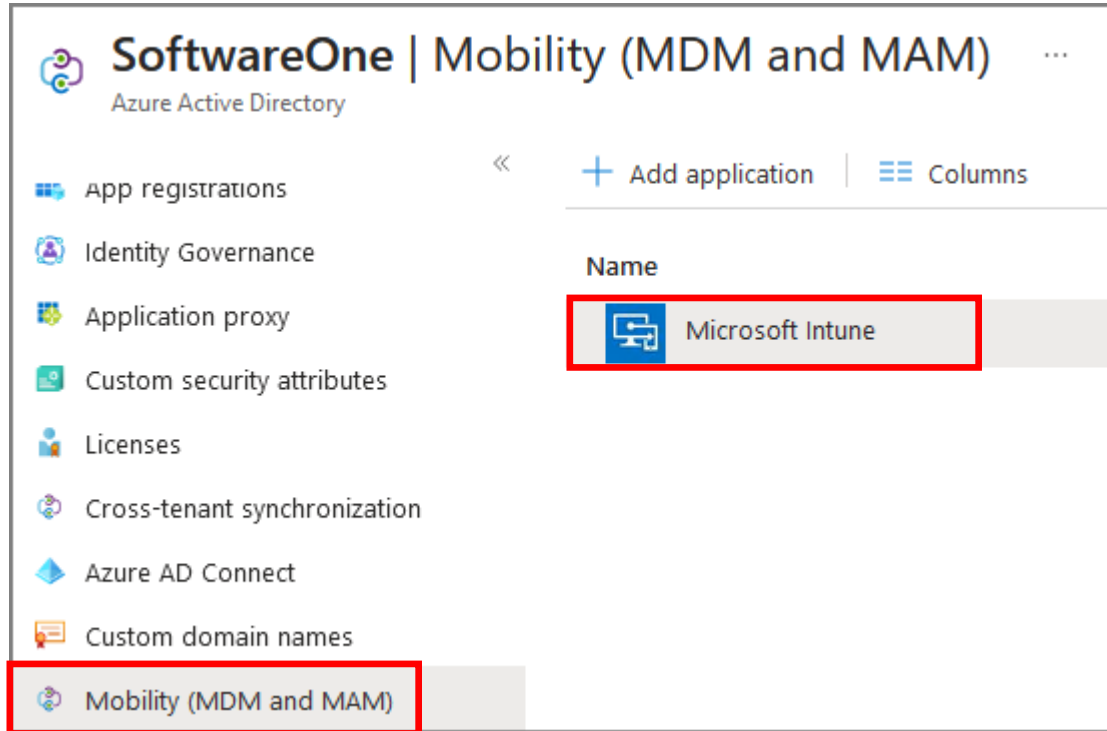 SoftwareOne | Mobility (MDM and MAM) ...
Azure Active Directory
«
App registrations
Identity Governance
Application proxy
Custom security attributes
Licenses
Cross-tenant synchronization
Azure AD Connect
Custom domain names
Mobility (MDM and MAM)
+ Add application | Columns
Name
Microsoft Intune